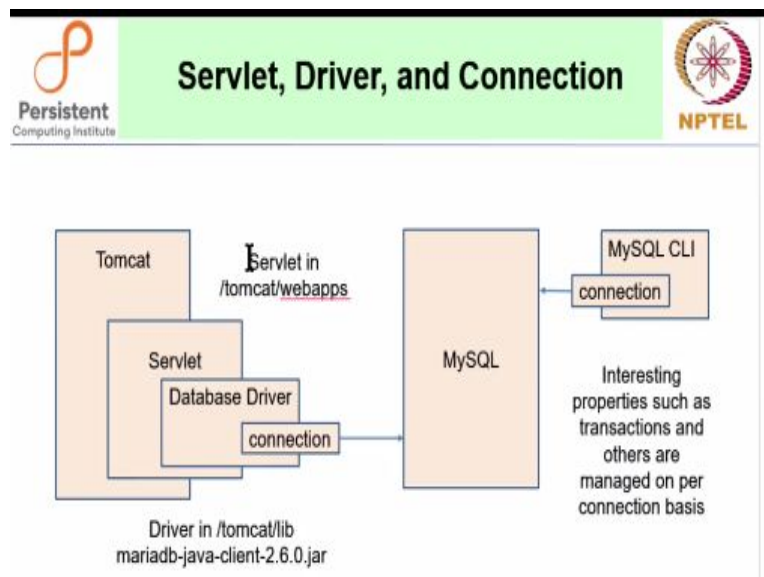 Persistent
Computing Institute
Servlet, Driver, and Connection
NPTEL
Tomcat
Servlet in
/tomcat/webapps
Servlet
Database Driver
connection
Driver in /tomcat/lib
mariadb-java-client-2.6.0.jar
MySQL
MySQL CLI
connection
Interesting
properties such as
transactions and
others are
managed on per
connection basis